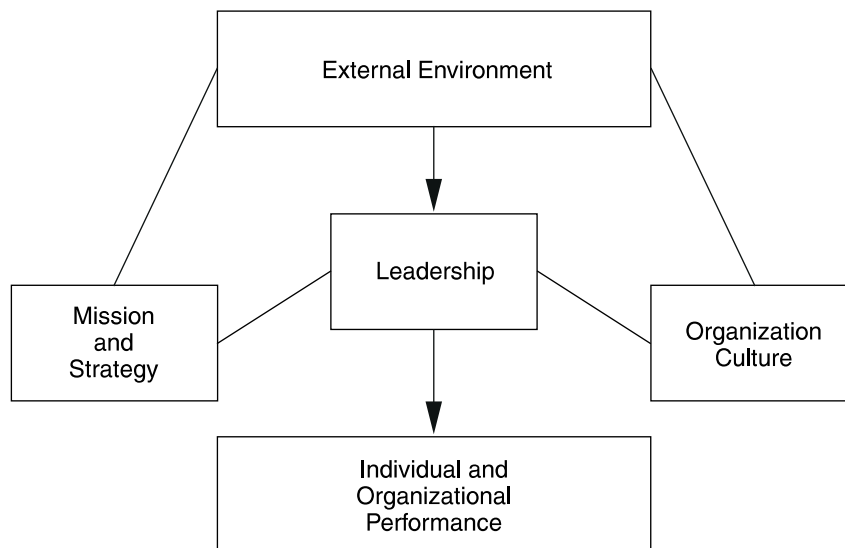 External Environment
Leadership
Mission
and
Strategy
Organization
Culture
Individual and
Organizational
Performance